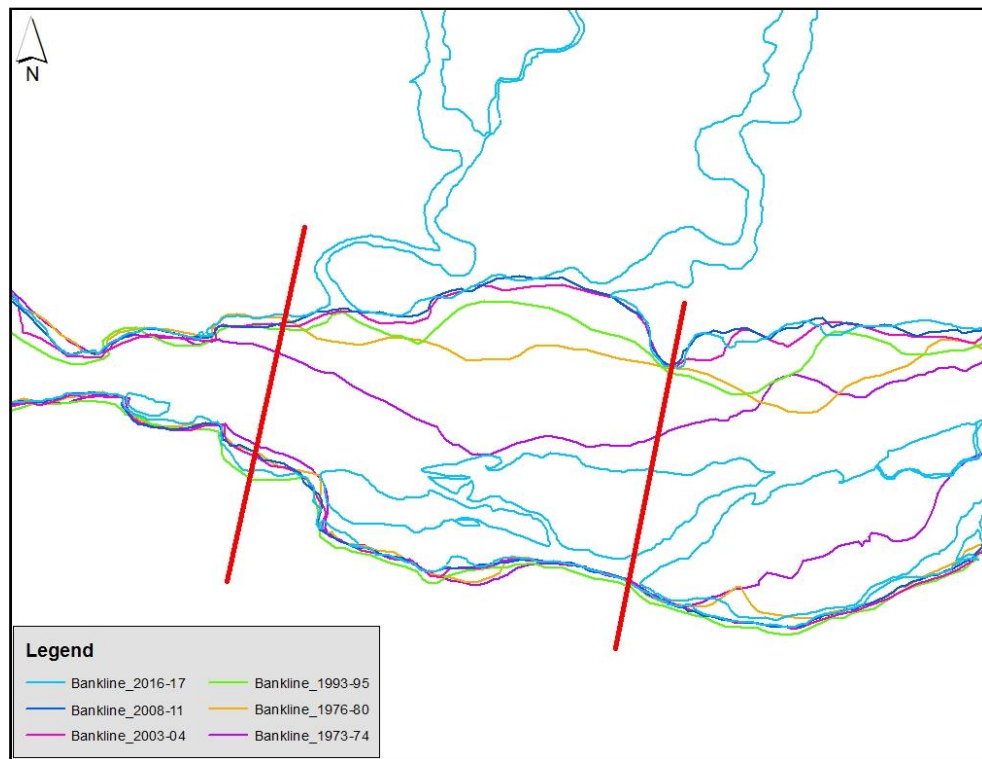 N
Legend
Bankline_2016-17 Bankline_1993-95
Bankline_2008-11 Bankline_1976-80
Bankline_2003-04 Bankline_1973-74